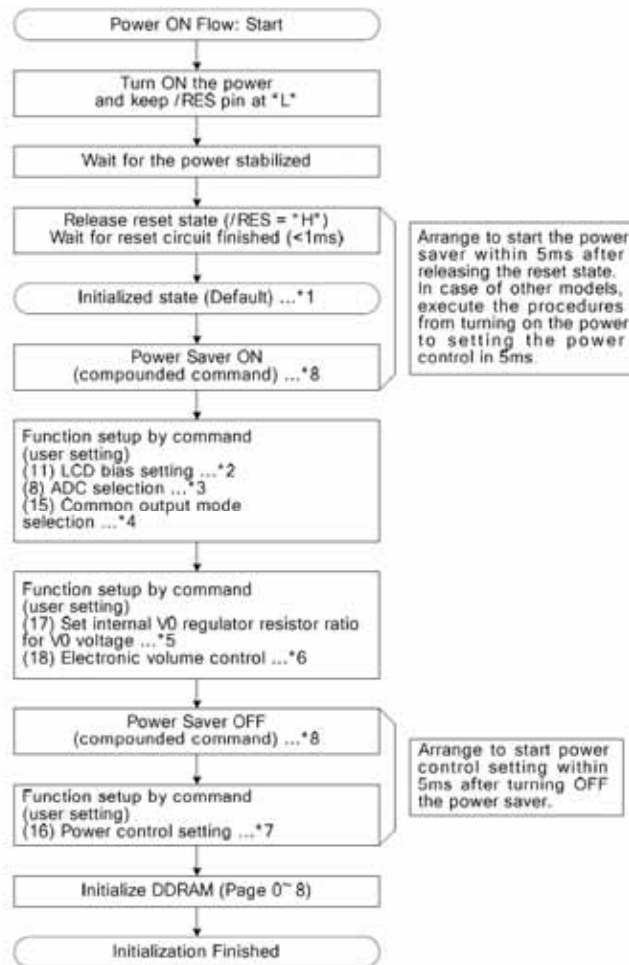 Power ON Flow: Start
Turn ON the power
and keep /RES pin at "L"
Wait for the power stabilized
Release reset state (/RES = "H")
Wait for reset circuit finished (<1ms)
Arrange to start the power
saver within 5ms after
releasing the reset state.
In case of other models,
execute the procedures
from turning on the power
to setting the power
control in 5ms.
Initialized state (Default) ...*1
Power Saver ON
(compounded command) ...*8
Function setup by command
(user setting)
(11) LCD bias setting ...*2
(8) ADC selection ...*3
(15) Common output mode
selection ...*4
Function setup by command
(user setting)
(17) Set internal V0 regulator resistor ratio
for V0 voltage ...*5
(18) Electronic volume control ...*6
Power Saver OFF
(compounded command) ...*8
Arrange to start power
control setting within
5ms after turning OFF
the power saver.
Function setup by command
(user setting)
(16) Power control setting ...*7
Initialize DDRAM (Page 0~8)
Initialization Finished